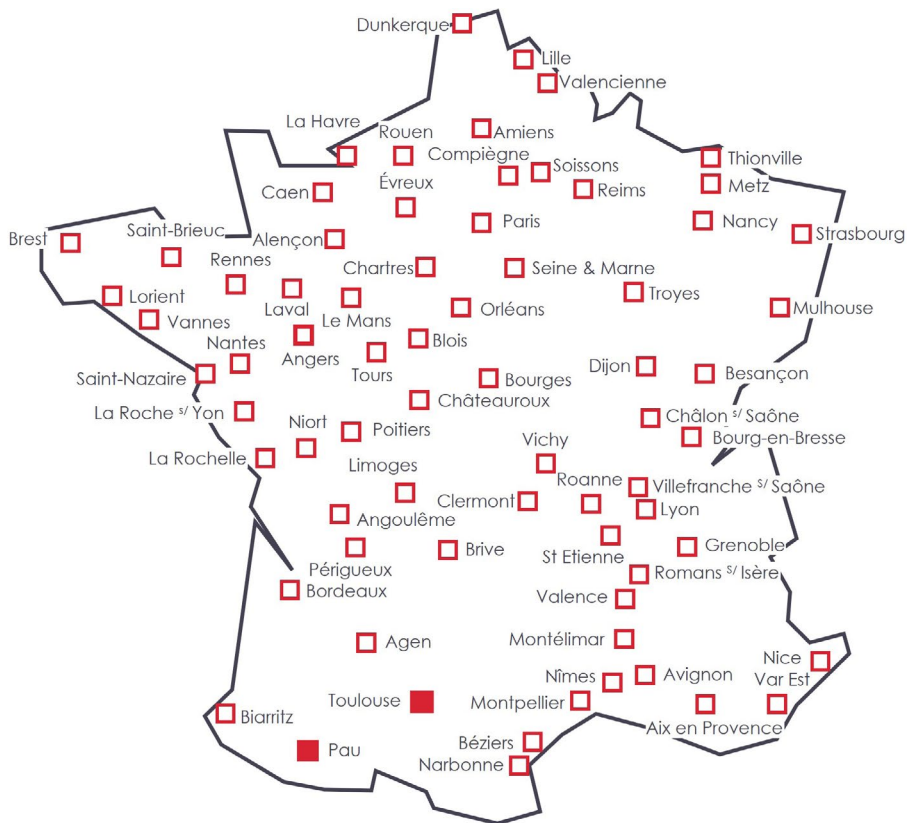 Dunkerque
Lille
Valencienne
La Havre
Rouen
Amiens
Compiègne
Soissons
Thionville
Caen
Évreux
Reims
Metz
Saint-Brieuc
Paris
Nancy
Brest
Alençon
Strasbourg
Rennes
Chartres
Seine & Marne
Lorient
Laval
Troyes
Vannes
Le Mans
Orléans
Mulhouse
Nantes
Angers
Blois
Tours
Dijon
Besançon
Saint-Nazaire
Bourges
Châteauroux
La Roche s/ Yon
Niort
Poitiers
Châlon s/ Saône
Bourg-en-Bresse
La Rochelle
Vichy
Limoges
Roanne
Villefranche s/ Saône
Clermont
Lyon
Angoulême
St Etienne
Grenoble
Brive
Périgueux
Romans s/ Isère
Bordeaux
Valence
Agen
Montélimar
Nice
Nîmes
Avignon
Var Est
Toulouse
Montpellier
Biarritz
Aix en Provence
Pau
Béziers
Narbonne